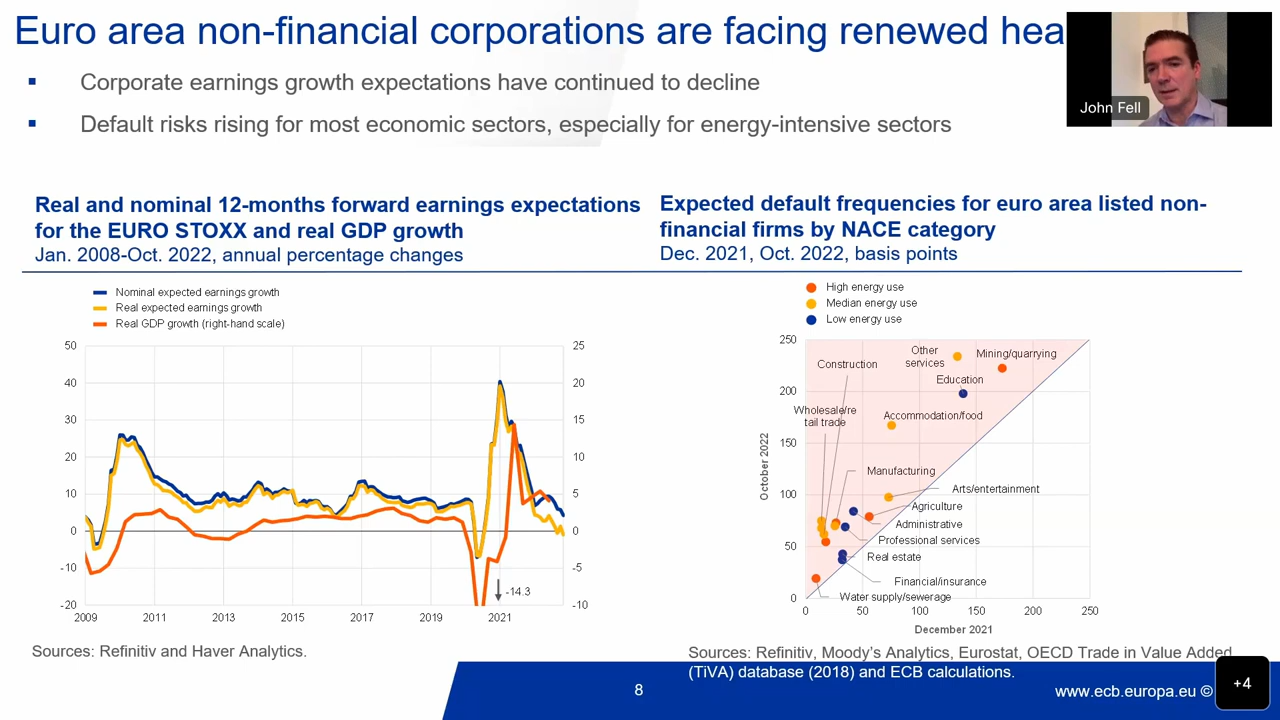 Euro area non-financial corporations are facing renewed hea
John Fell
Corporate earnings growth expectations have continued to decline
Default risks rising for most economic sectors, especially for energy-intensive sectors
Real and nominal 12-months forward earnings expectations
for the EURO STOXX and real GDP growth
Jan. 2008-Oct. 2022, annual percentage changes
Nominal expected earnings growth
Real expected earnings growth
Real GDP growth (right-hand scale)
50
40
30
20
10
0
-10
-20
25
20
15
10
5
0
-5
-10
-14.3
2009 2011 2013 2015 2017 2019 2021
Sources: Refinitiv and Haver Analytics.
Expected default frequencies for euro area listed non-
financial firms by NACE category
Dec. 2021, Oct. 2022, basis points
High energy use
Median energy use
Low energy use
250
200
150
100
50
0
October 2022
Construction
Other
services
Mining/quarrying
Education
Wholesale/re
tail trade
Accommodation/food
Manufacturing
Arts/entertainment
Agriculture
Administrative
Professional services
Real estate
Financial/insurance
Water supply/sewerage
0 50 100 150 200 250
December 2021
Sources: Refinitiv, Moody's Analytics, Eurostat, OECD Trade in Value Added
(TiVA) database (2018) and ECB calculations.
8
www.ecb.europa.eu ©
+4